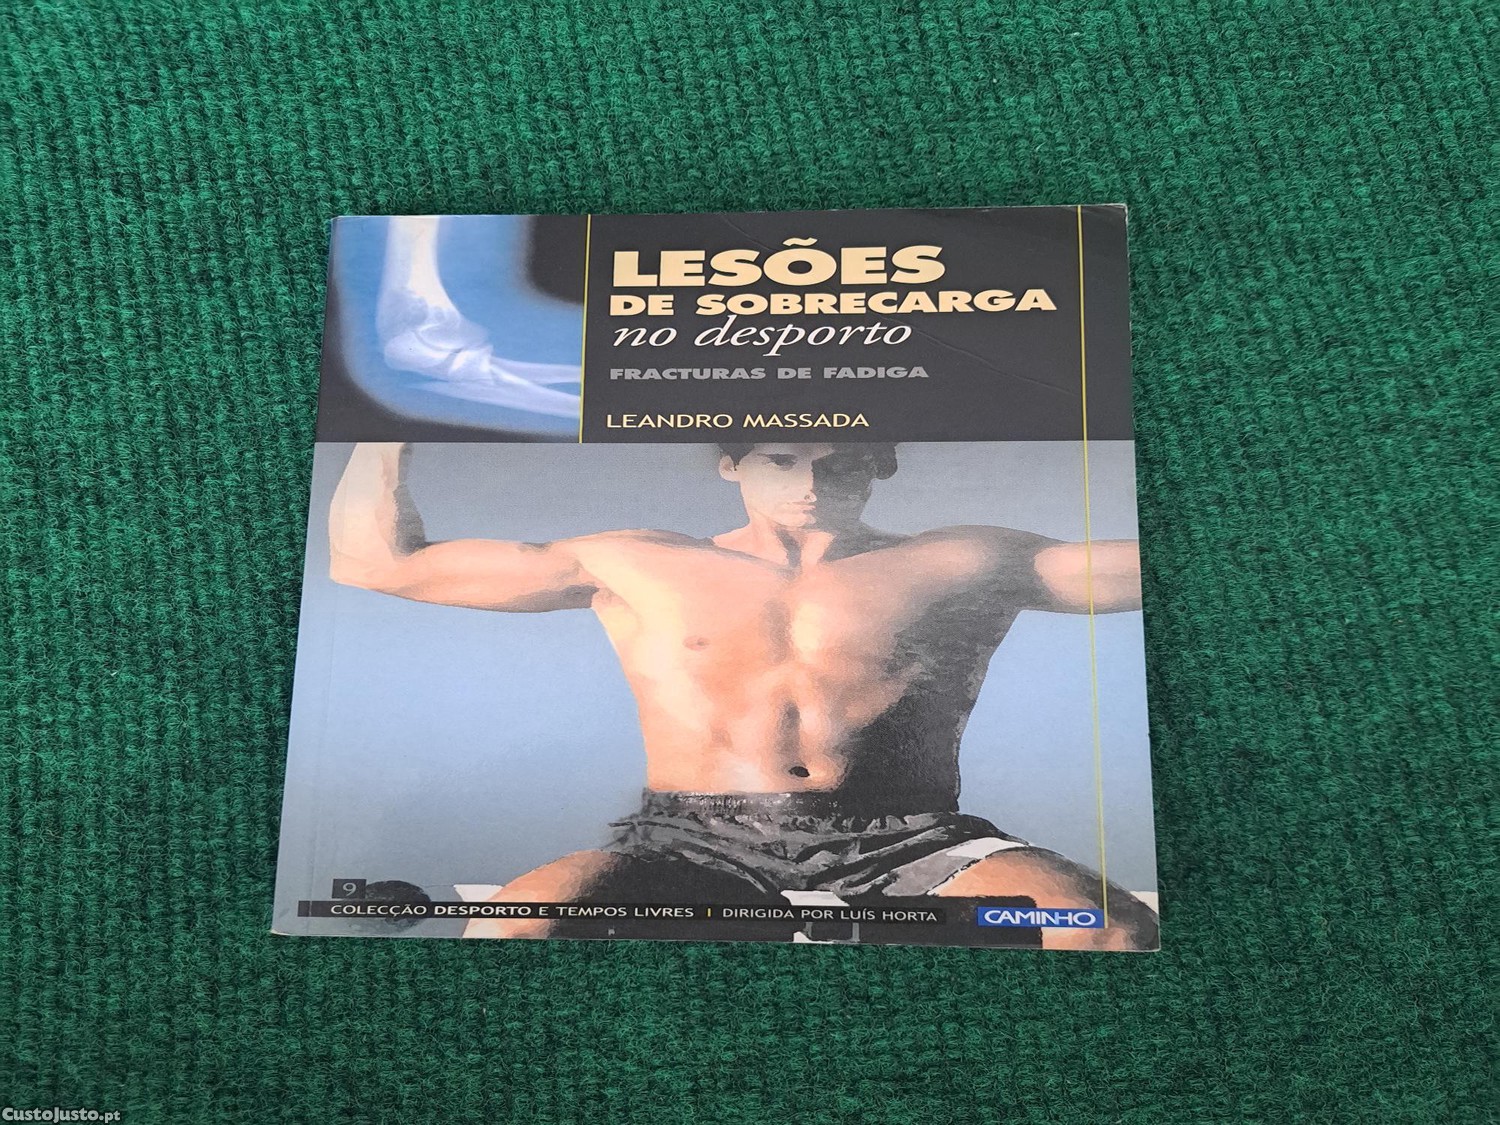 LESÕES
DE SOBRECARGA
no desporto
FRACTURAS DE FADIGA
LEANDRO MASSADA
9
COLECÇÃO DESPORTO E TEMPOS LIVRES | DIRIGIDA POR LUÍS HORTA
CAMINHO
CustoJusto.pt